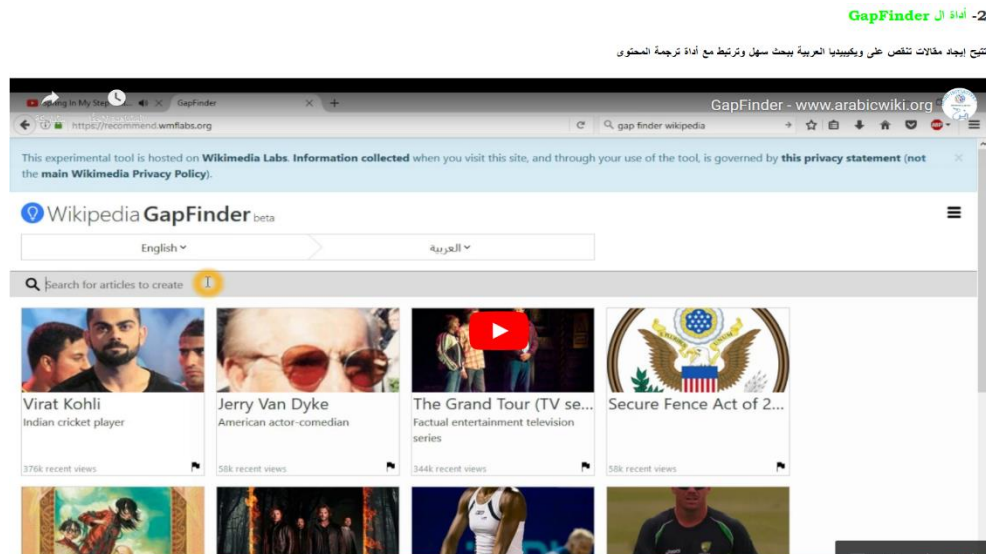 2- أداة ال GapFinder
تتيح إيجاد مقالات تنقص على ويكيبيديا العربية ببحث سهل وترتبط مع أداة ترجمة المحتوى
GapFinder
GapFinder - www.arabicwiki.org
https://recommend.wmflabs.org
gap finder wikipedia
This experimental tool is hosted on Wikimedia Labs. Information collected when you visit this site, and through your use of the tool, is governed by this privacy statement (not
the main Wikimedia Privacy Policy).
Wikipedia GapFinder beta
English
العربية
Search for articles to create
Virat Kohli
Indian cricket player
376k recent views
Jerry Van Dyke
American actor-comedian
58k recent views
The Grand Tour (TV se...
Factual entertainment television
series
344k recent views
Secure Fence Act of 2...
58k recent views